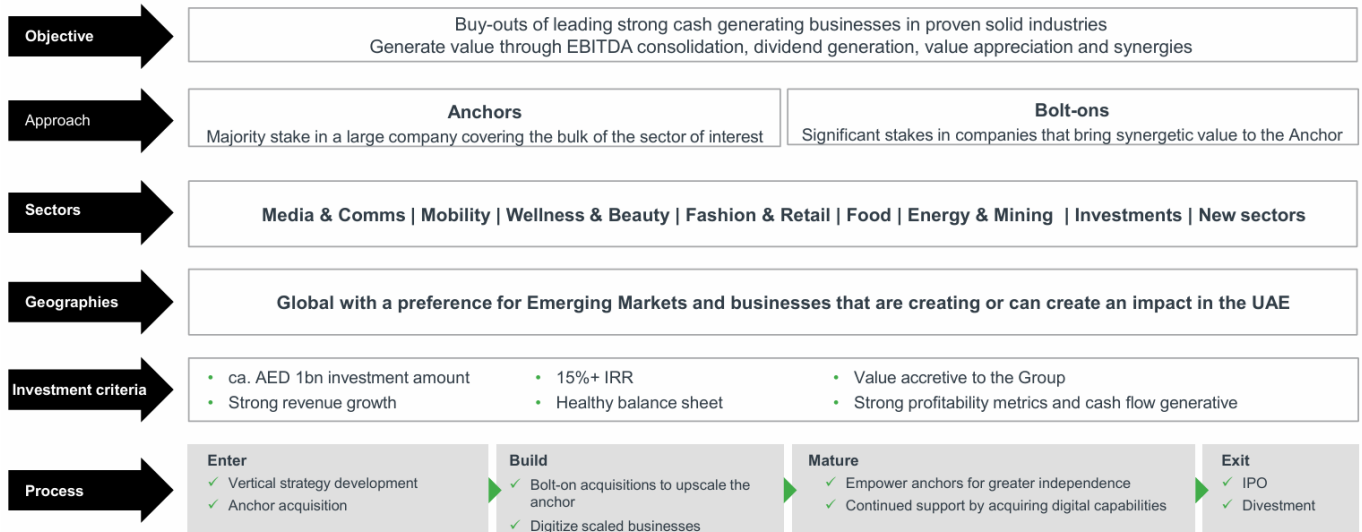 Objective
Buy-outs of leading strong cash generating businesses in proven solid industries
Generate value through EBITDA consolidation, dividend generation, value appreciation and synergies
Approach
Anchors
Majority stake in a large company covering the bulk of the sector of interest
Bolt-ons
Significant stakes in companies that bring synergetic value to the Anchor
Sectors
Media & Comms | Mobility | Wellness & Beauty | Fashion & Retail | Food | Energy & Mining | Investments | New sectors
Geographies
Global with a preference for Emerging Markets and businesses that are creating or can create an impact in the UAE
Investment criteria
• ca. AED 1bn investment amount
• Strong revenue growth
• 15%+ IRR
• Healthy balance sheet
• Value accretive to the Group
• Strong profitability metrics and cash flow generative
Process
Enter
✓ Vertical strategy development
✓ Anchor acquisition
Build
✓ Bolt-on acquisitions to upscale the
anchor
✓ Digitize scaled businesses
Mature
✓ Empower anchors for greater independence
✓ Continued support by acquiring digital capabilities
Exit
✓ IPO
✓ Divestment